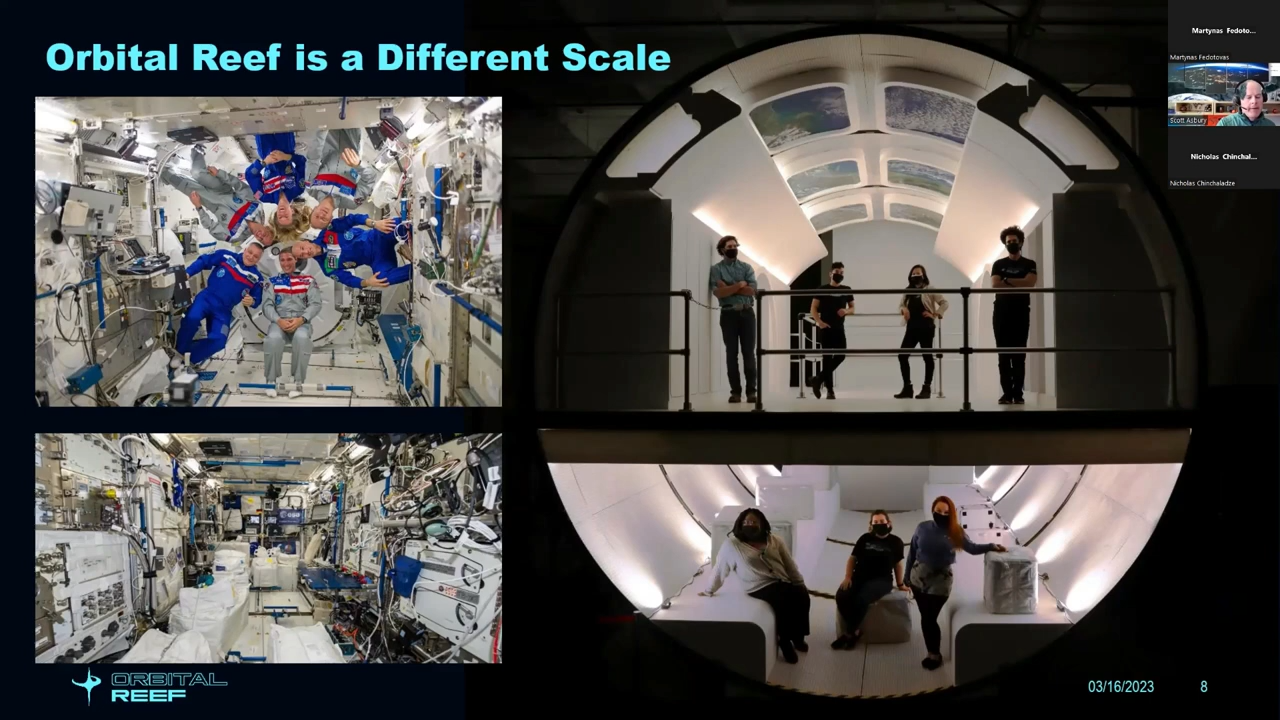 Orbital Reef is a Different Scale
Martynas Fedoto...
Martynas Fedotovas
Scott Asbury
Nicholas Chinchal...
Nicholas Chinchaladze
ORBITAL
REEF
03/16/2023
8